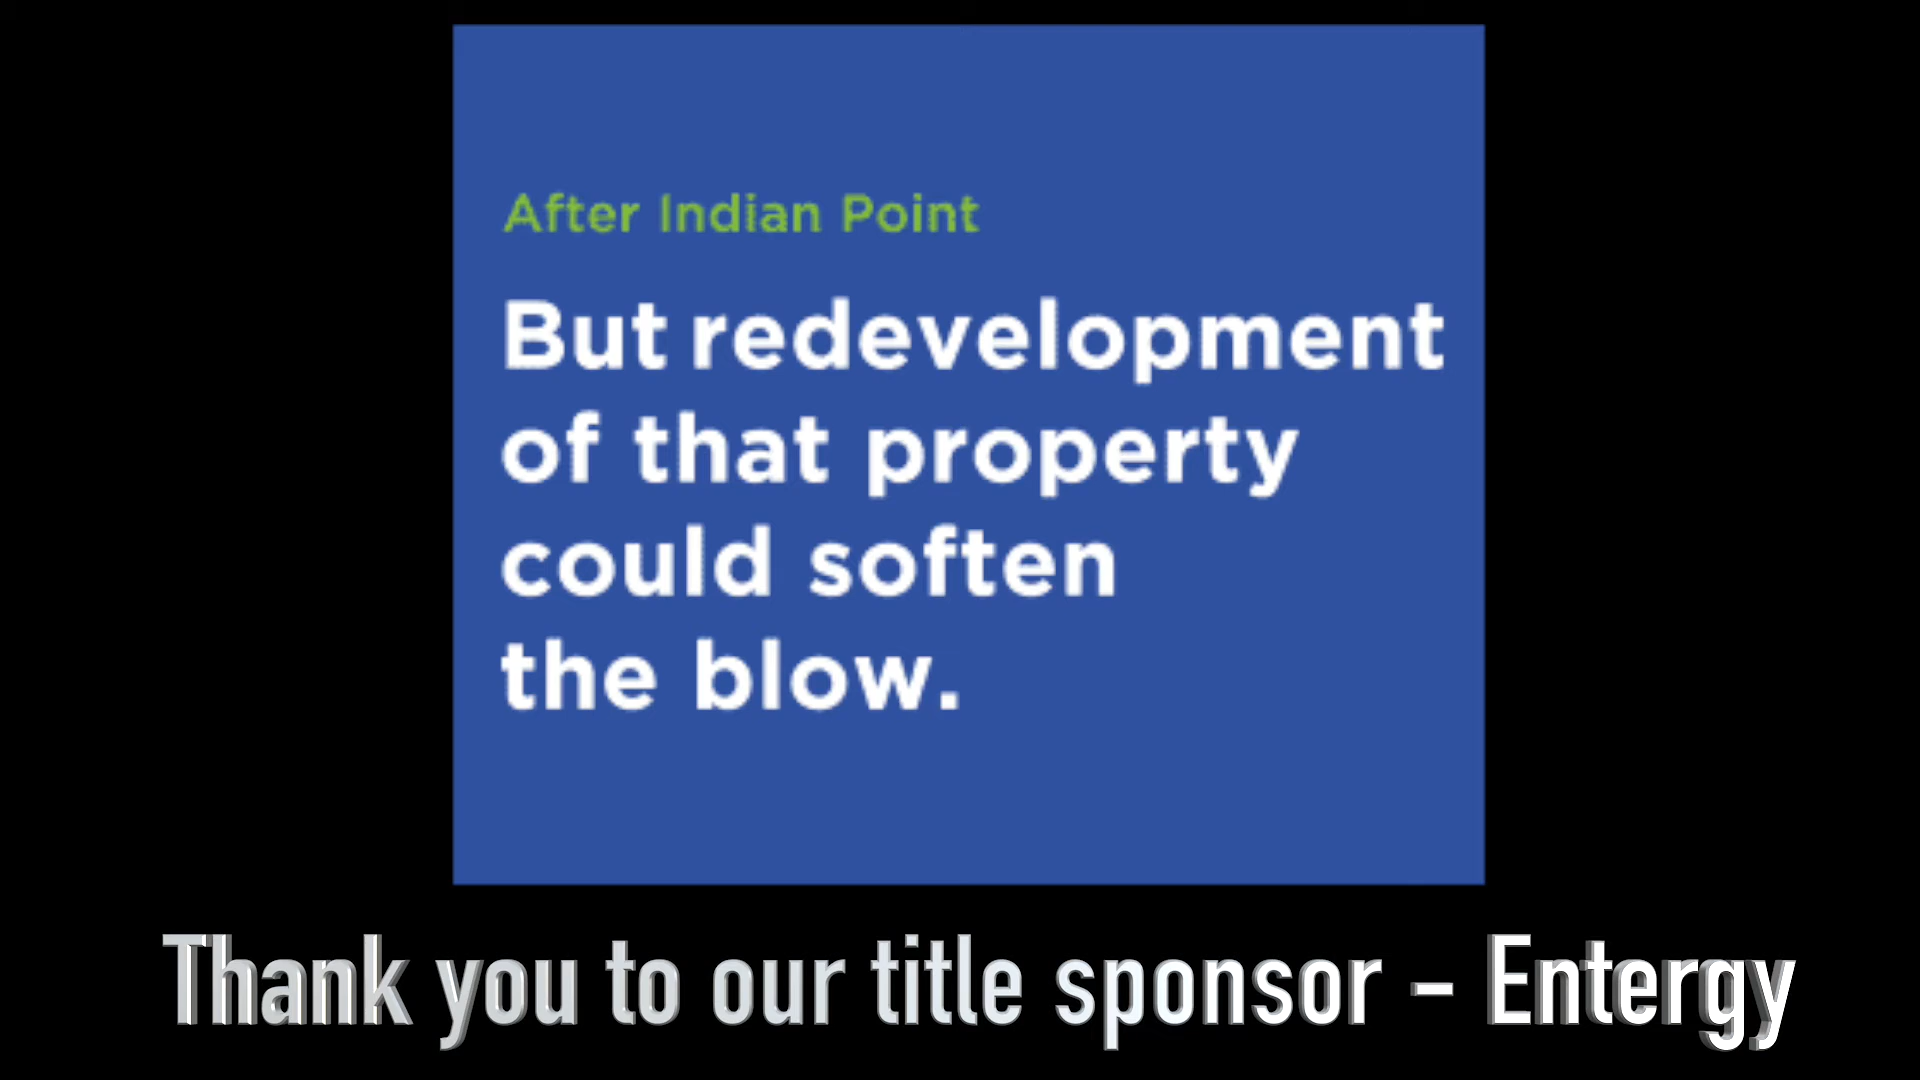 After Indian Point
But redevelopment
of that property
could soften
the blow.
Thank you to our title sponsor - Entergy